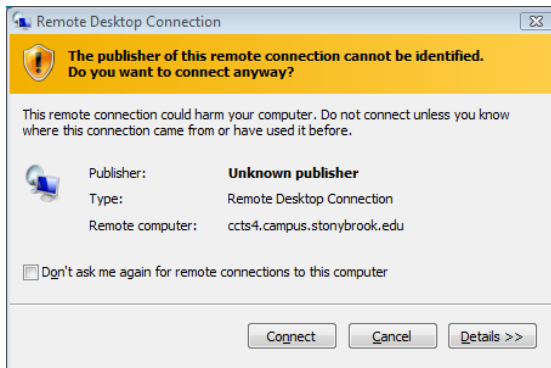 Remote Desktop Connection
The publisher of this remote connection cannot be identified.
Do you want to connect anyway?
This remote connection could harm your computer. Do not connect unless you know
where this connection came from or have used it before.
Publisher: Unknown publisher
Type: Remote Desktop Connection
Remote computer: ccts4.campus.stonybrook.edu
Don't ask me again for remote connections to this computer
Connect Cancel Details >>